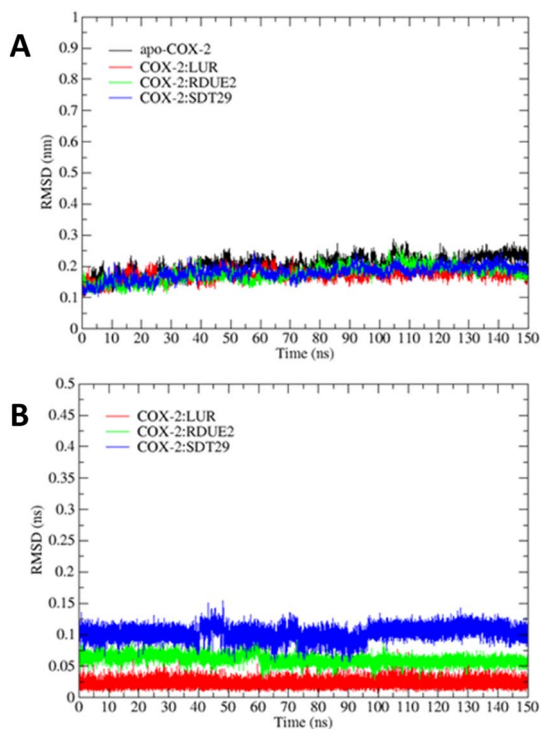 A
1
0.9
0.8
0.7
0.6
0.5
0.4
0.3
0.2
0.1
0
RMSD (nm)
apo-COX-2
COX-2:LUR
COX-2:RDUE2
COX-2:SDT29
0 10 20 30 40 50 60 70 80 90 100 110 120 130 140 150
Time (ns)
B
0.5
0.45
0.4
0.35
0.3
0.25
0.2
0.15
0.1
0.05
0
RMSD (ns)
COX-2:LUR
COX-2:RDUE2
COX-2:SDT29
0 10 20 30 40 50 60 70 80 90 100 110 120 130 140 150
Time (ns)